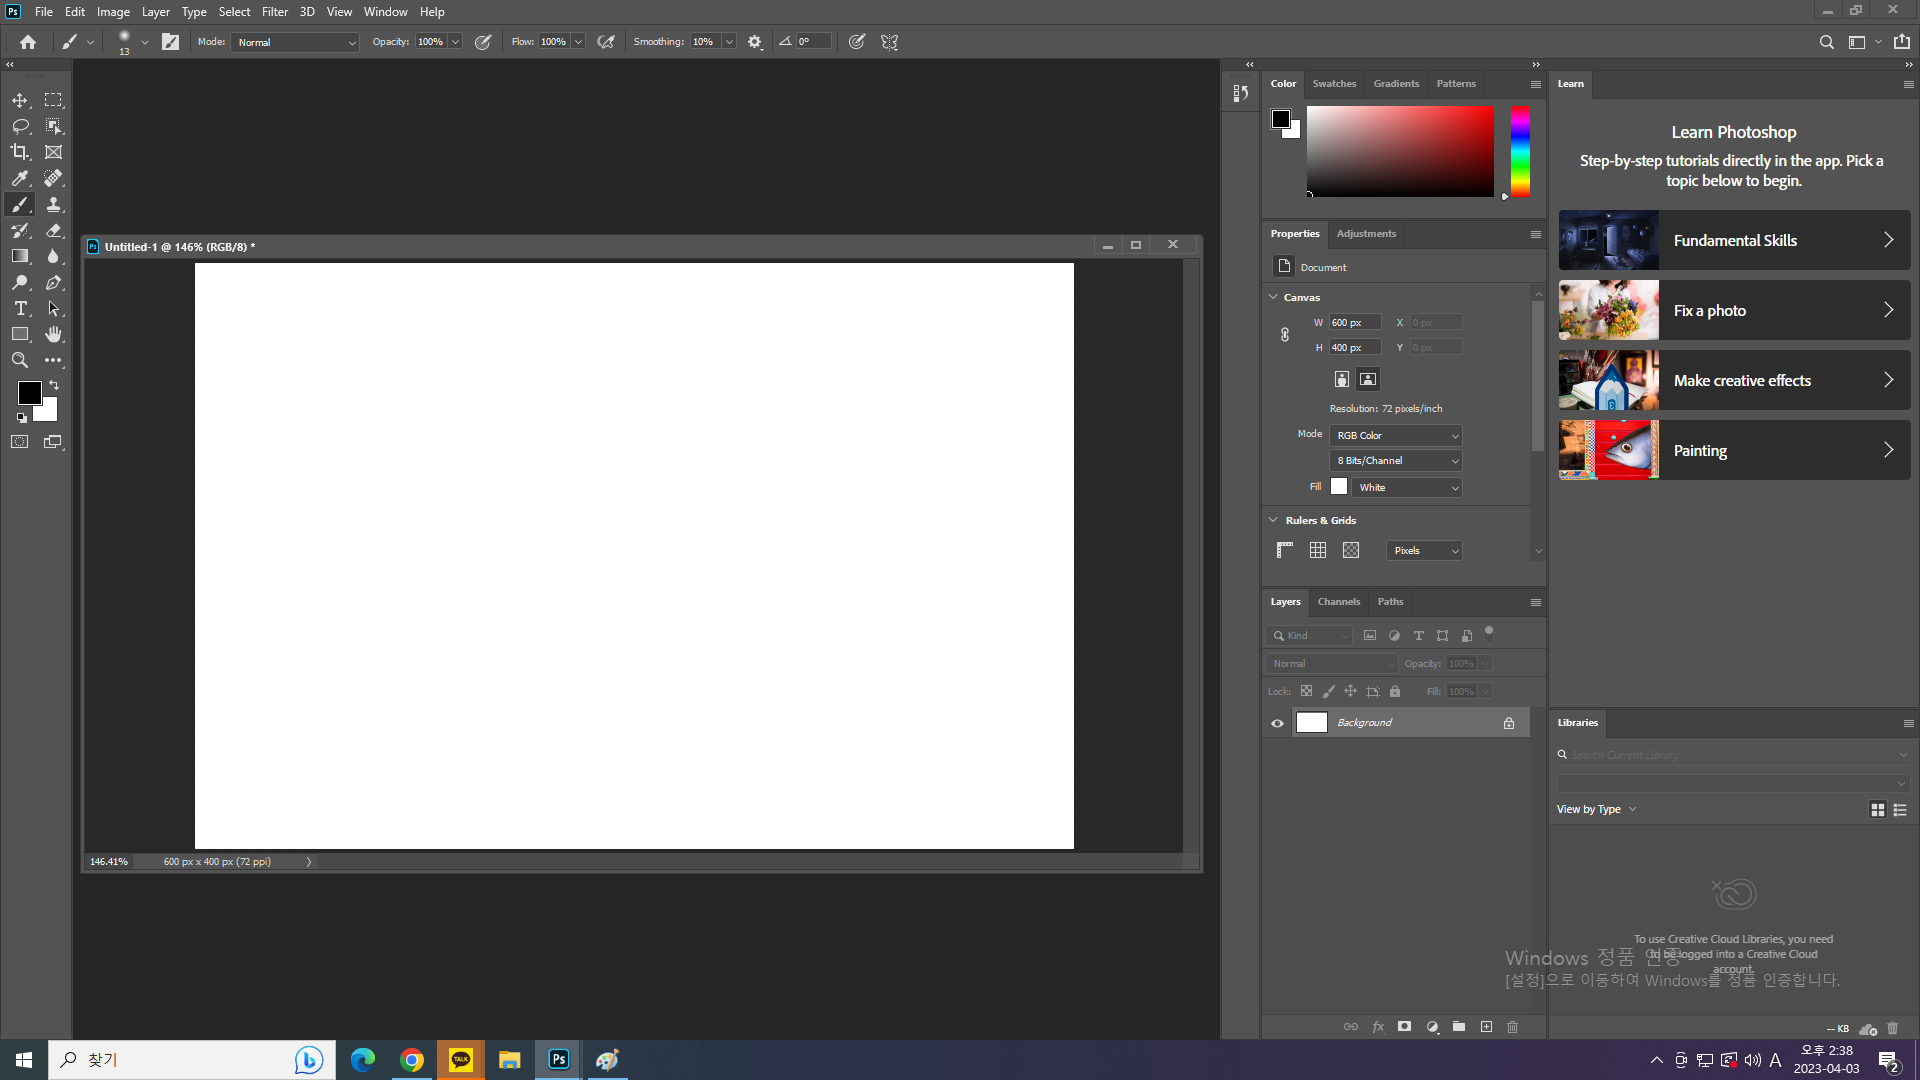 Ps File Edit Image Layer Type Select Filter 3D View Window Help
13 Mode: Normal Opacity: 100% Flow: 100% Smoothing: 10% 0°
Color Swatches Gradients Patterns
Learn
Learn Photoshop
Step-by-step tutorials directly in the app. Pick a
topic below to begin.
Fundamental Skills
Fix a photo
Make creative effects
Painting
Ps Untitled-1 @ 146% (RGB/8) *
146.41% 600 px x 400 px (72 ppi)
Properties Adjustments
Document
Canvas
W 600 px X 0 px
H 400 px Y 0 px
Resolution: 72 pixels/inch
Mode RGB Color
8 Bits/Channel
Fill White
Rulers & Grids
Pixels
Layers Channels Paths
Kind
Normal Opacity: 100%
Lock: Fill: 100%
Background
fx
Libraries
Search Current Library
View by Type
To use Creative Cloud Libraries, you need
to be logged into a Creative Cloud
account.
Windows 정품 인증
[설정]으로 이동하여 Windows를 정품 인증합니다.
-- KB
찾기
TALK
Ps
A
오후 2:38
2023-04-03
2